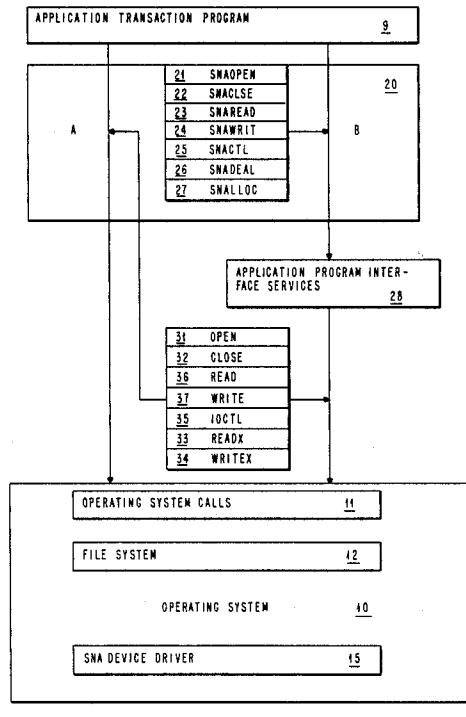 APPLICATION TRANSACTION PROGRAM 9
20
21 SNAOPEN
22 SNACLSE
23 SNAREAD
A 24 SNAWRIT B
25 SNACTL
26 SNADEAL
27 SNALLOC
APPLICATION PROGRAM INTER-
FACE SERVICES
28
31 OPEN
32 CLOSE
36 READ
37 WRITE
35 IOCTL
33 READX
34 WRITEX
OPERATING SYSTEM CALLS 11
FILE SYSTEM 12
OPERATING SYSTEM 10
SNA DEVICE DRIVER 15